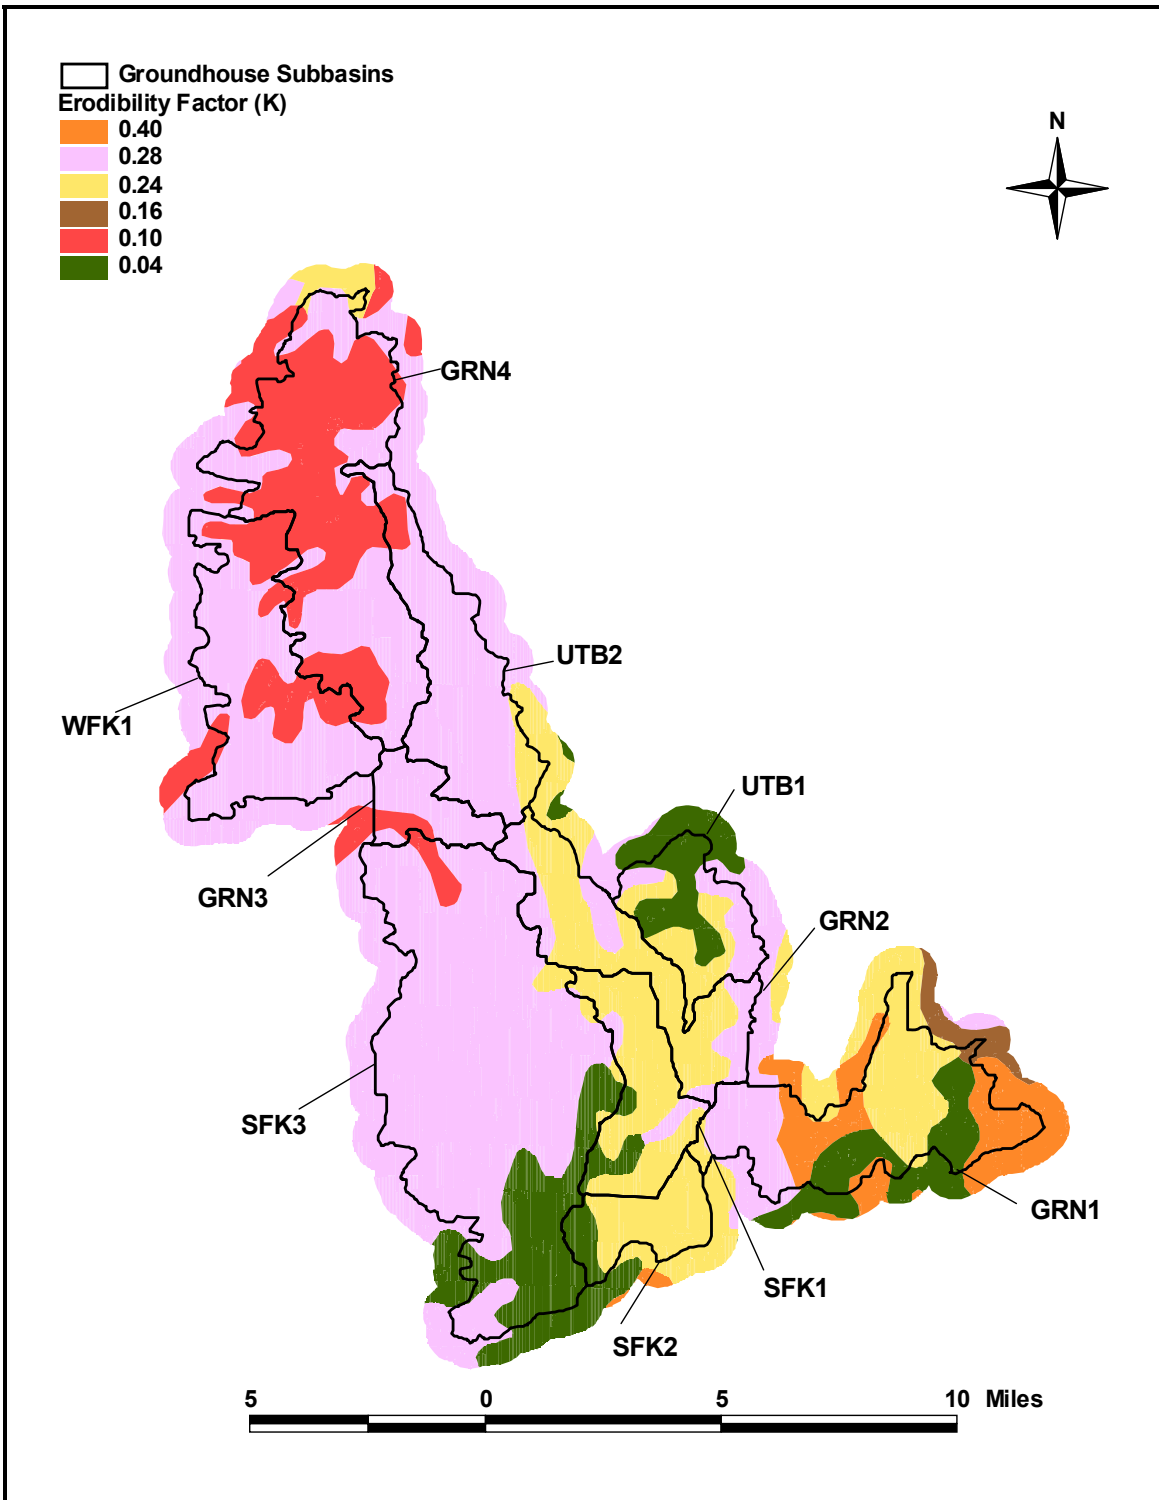 Groundhouse Subbasins
Erodibility Factor (K)
0.40
0.28
0.24
0.16
0.10
0.04
N
GRN4
UTB2
WFK1
UTB1
GRN3
GRN2
SFK3
GRN1
SFK1
SFK2
5 0 5 10 Miles